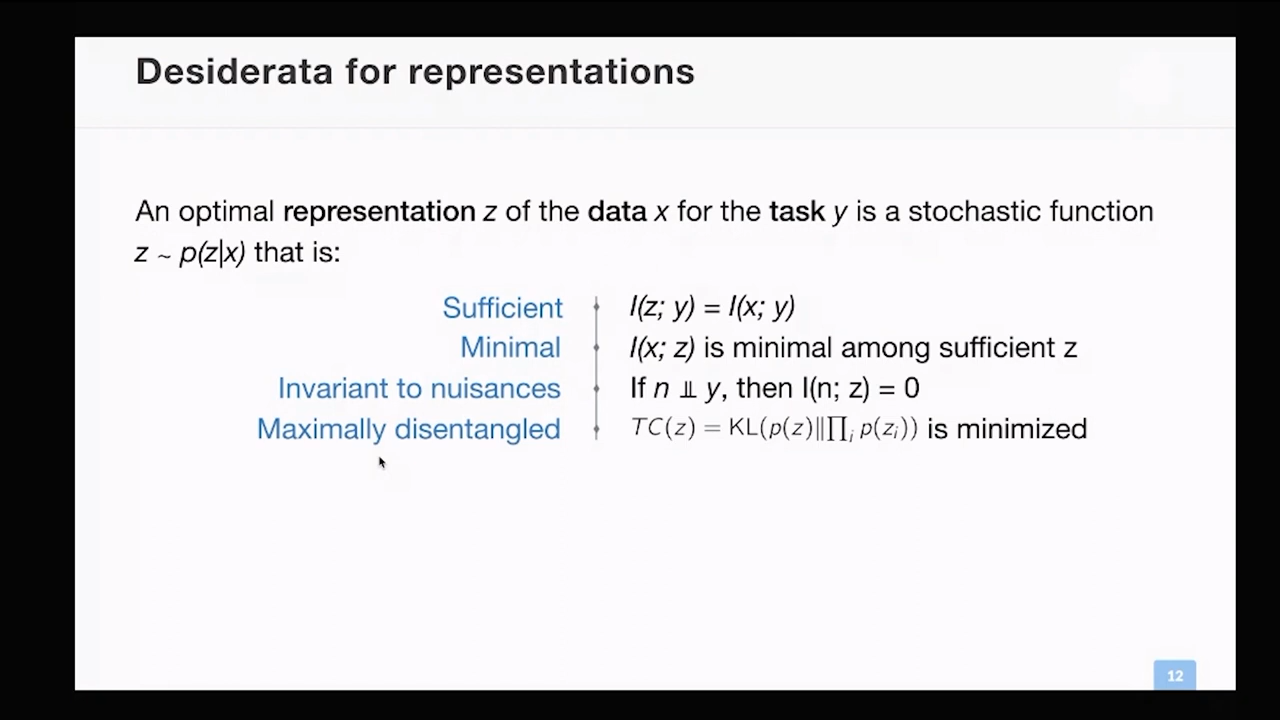 Desiderata for representations
An optimal representation z of the data x for the task y is a stochastic function
z ~ p(z|x) that is:
Sufficient I(z; y) = I(x; y)
Minimal I(x; z) is minimal among sufficient z
Invariant to nuisances If n ⫫ y, then I(n; z) = 0
Maximally disentangled TC(z) = KL(p(z)‖∏ᵢ p(zᵢ)) is minimized
12